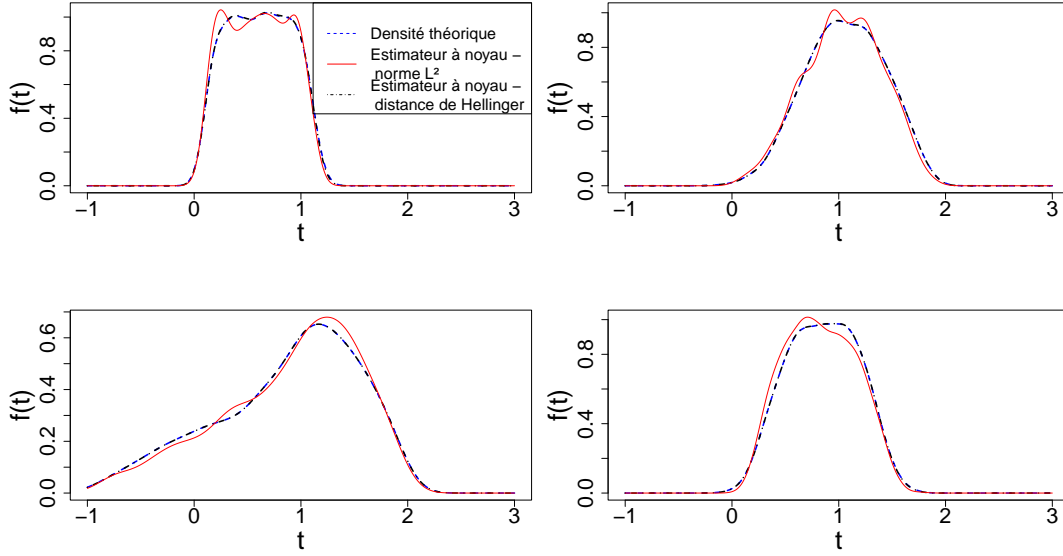 f(t)
0.0 0.4 0.8
Densité théorique
Estimateur à noyau −
norme L²
Estimateur à noyau −
distance de Hellinger
−1 0 1 2 3
t
f(t)
0.0 0.4 0.8
−1 0 1 2 3
t
f(t)
0.0 0.2 0.4 0.6
−1 0 1 2 3
t
f(t)
0.0 0.4 0.8
−1 0 1 2 3
t